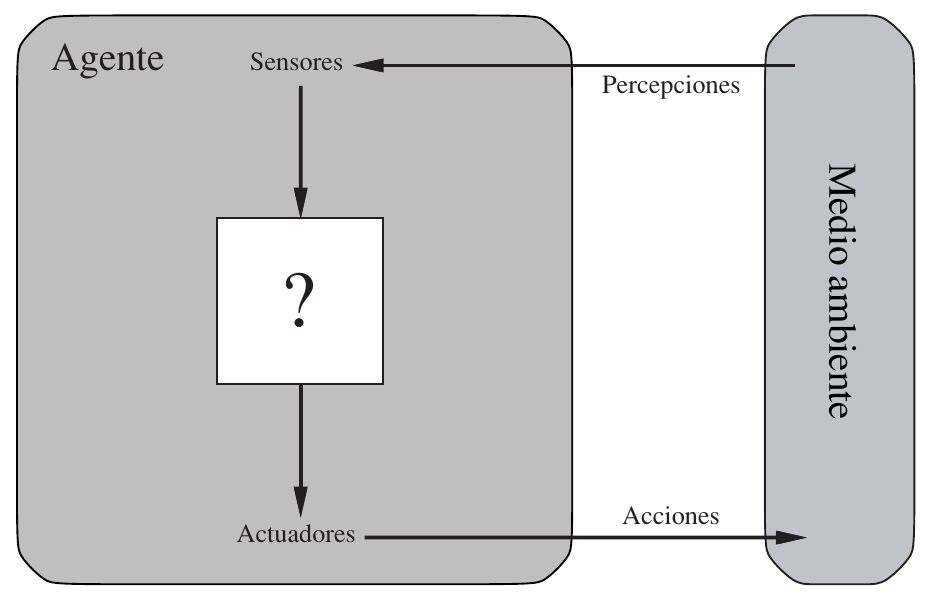 Agente
Sensores
Percepciones
Medio ambiente
?
Acciones
Actuadores